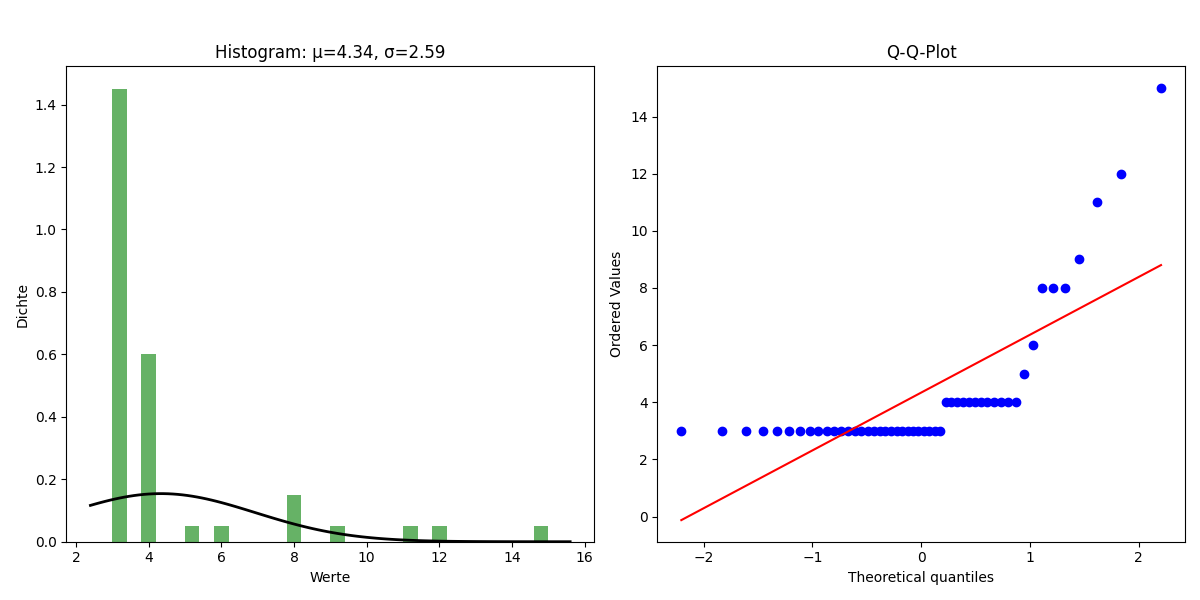 Histogram: μ=4.34, σ=2.59
Dichte
1.4
1.2
1.0
0.8
0.6
0.4
0.2
0.0
2 4 6 8 10 12 14 16
Werte
Q-Q-Plot
Ordered Values
14
12
10
8
6
4
2
0
−2 −1 0 1 2
Theoretical quantiles